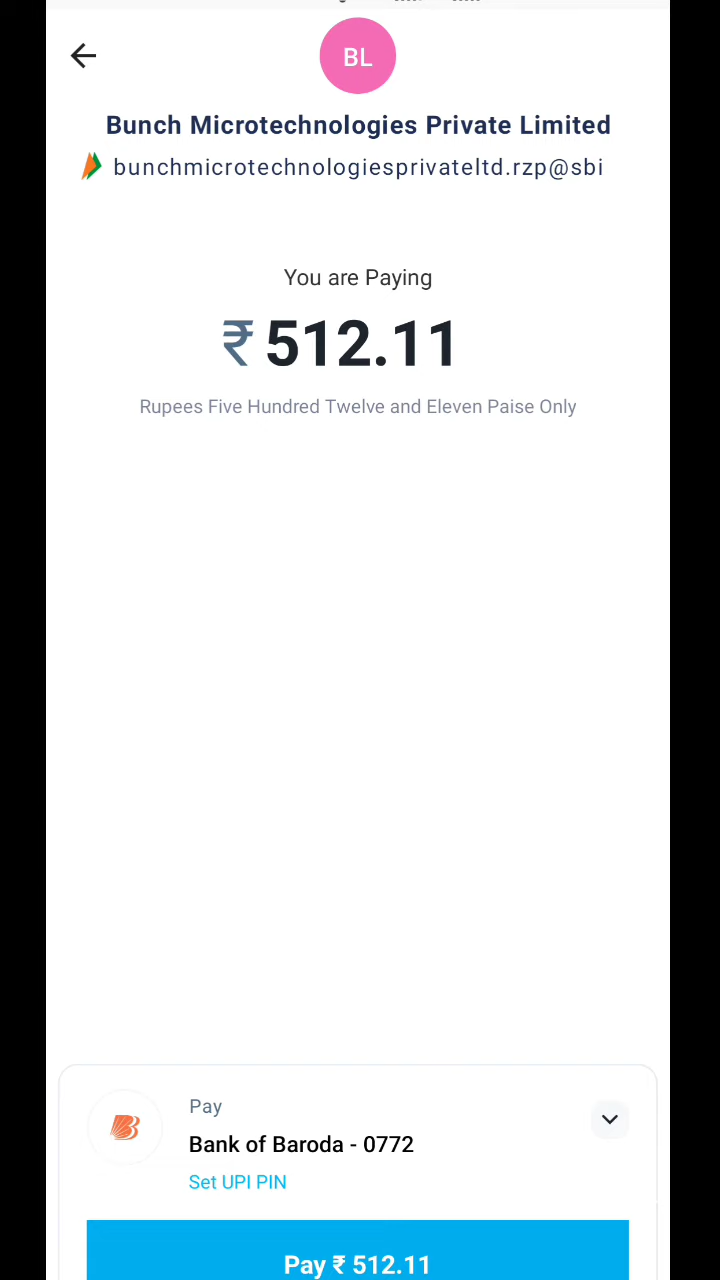 BL
Bunch Microtechnologies Private Limited
bunchmicrotechnologiesprivateltd.rzp@sbi
You are Paying
₹ 512.11
Rupees Five Hundred Twelve and Eleven Paise Only
Pay
Bank of Baroda - 0772
Set UPI PIN
Pay ₹ 512.11